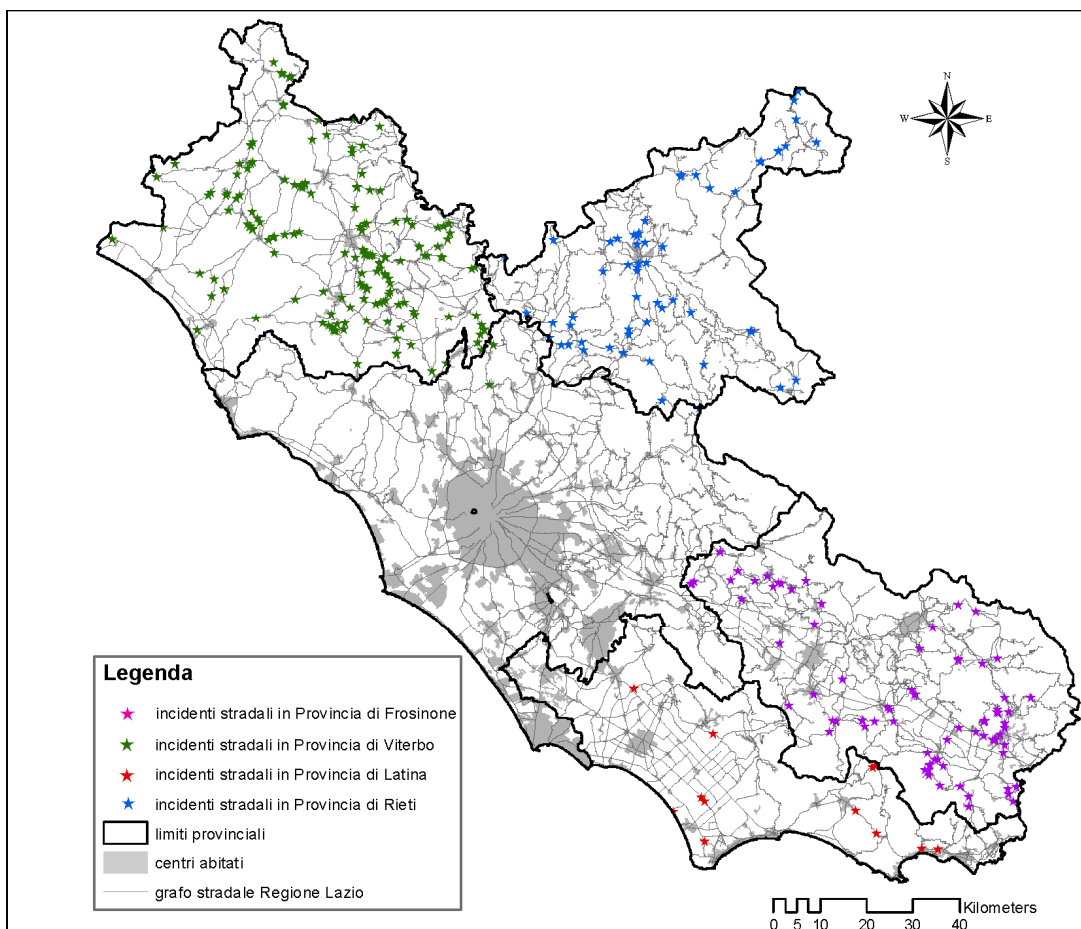 N
W E
S
Legenda
incidenti stradali in Provincia di Frosinone
incidenti stradali in Provincia di Viterbo
incidenti stradali in Provincia di Latina
incidenti stradali in Provincia di Rieti
limiti provinciali
centri abitati
grafo stradale Regione Lazio
Kilometers
0 5 10 20 30 40